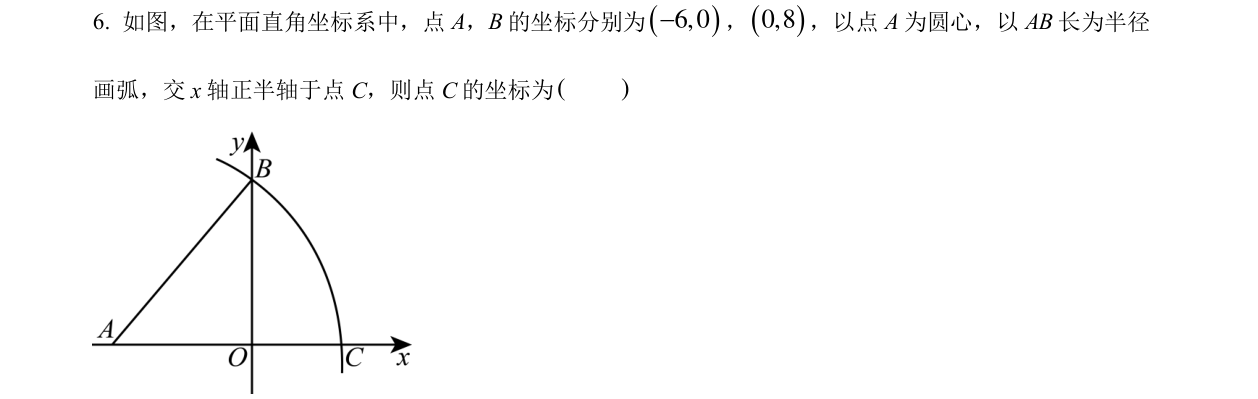 6. 如图，在平面直角坐标系中，点 A，B 的坐标分别为(−6,0)，(0,8)，以点 A 为圆心，以 AB 长为半径
画弧，交 x 轴正半轴于点 C，则点 C 的坐标为(　　)
y
B
A
O
C
x